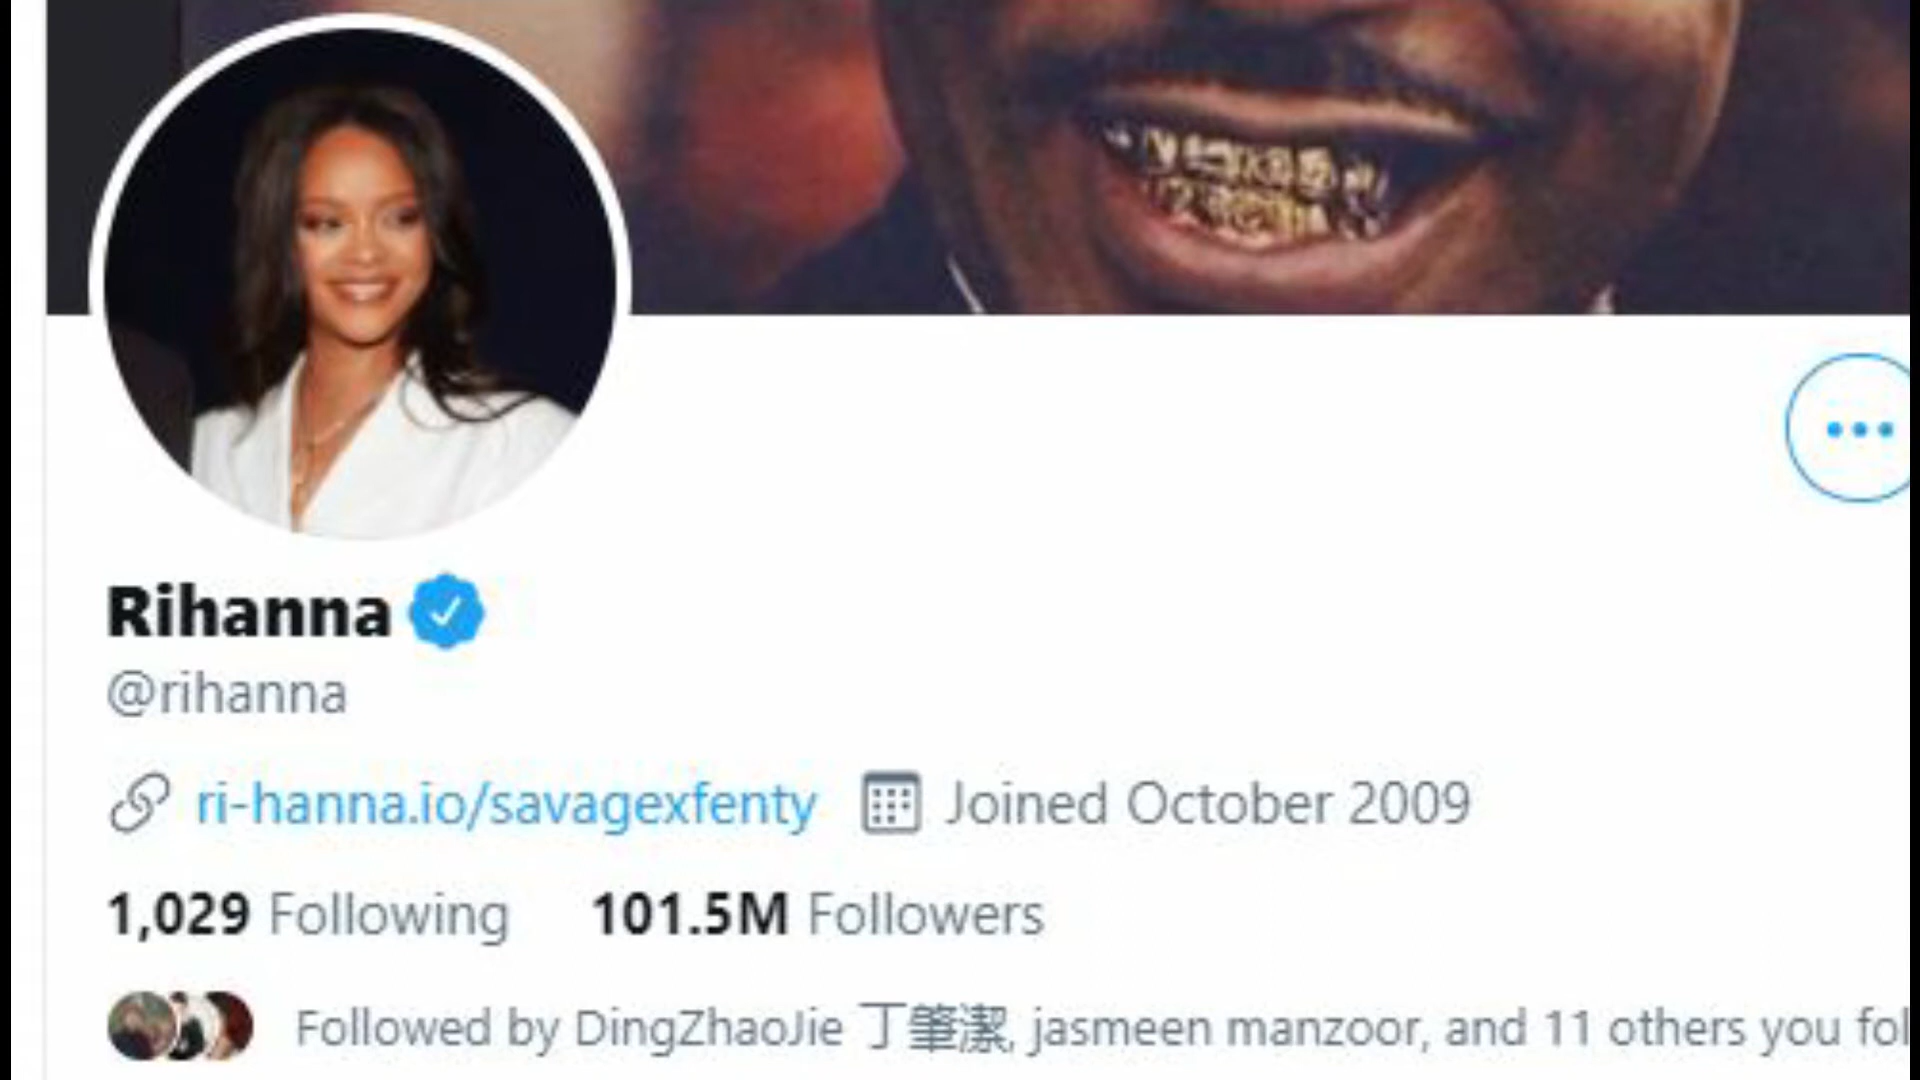 Rihanna
@rihanna
ri-hanna.io/savagexfenty Joined October 2009
1,029 Following 101.5M Followers
Followed by DingZhaoJie 丁肇潔, jasmeen manzoor, and 11 others you fol